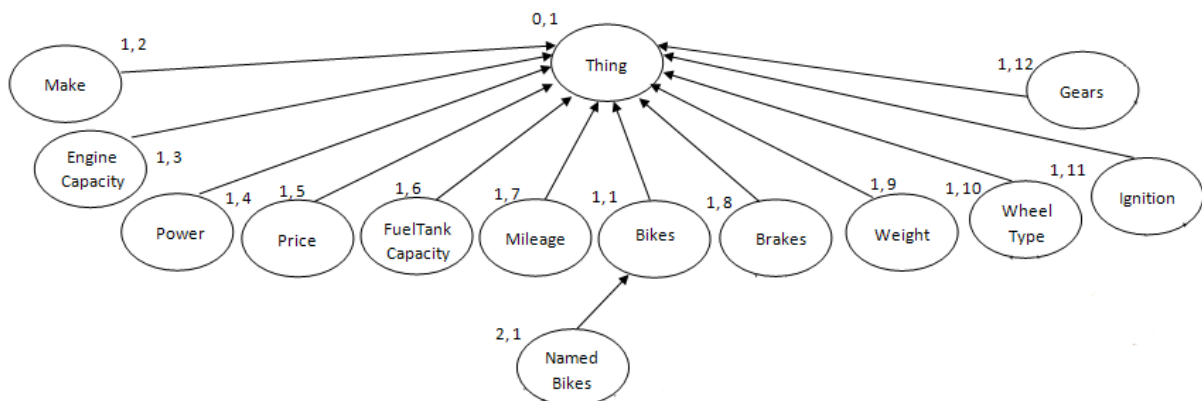 0, 1
Thing
1, 2
Make
1, 12
Gears
Engine
Capacity
1, 3
1, 11
Ignition
1, 4
Power
1, 5
Price
1, 6
FuelTank
Capacity
1, 7
Mileage
1, 1
Bikes
1, 8
Brakes
1, 9
Weight
1, 10
Wheel
Type
2, 1
Named
Bikes